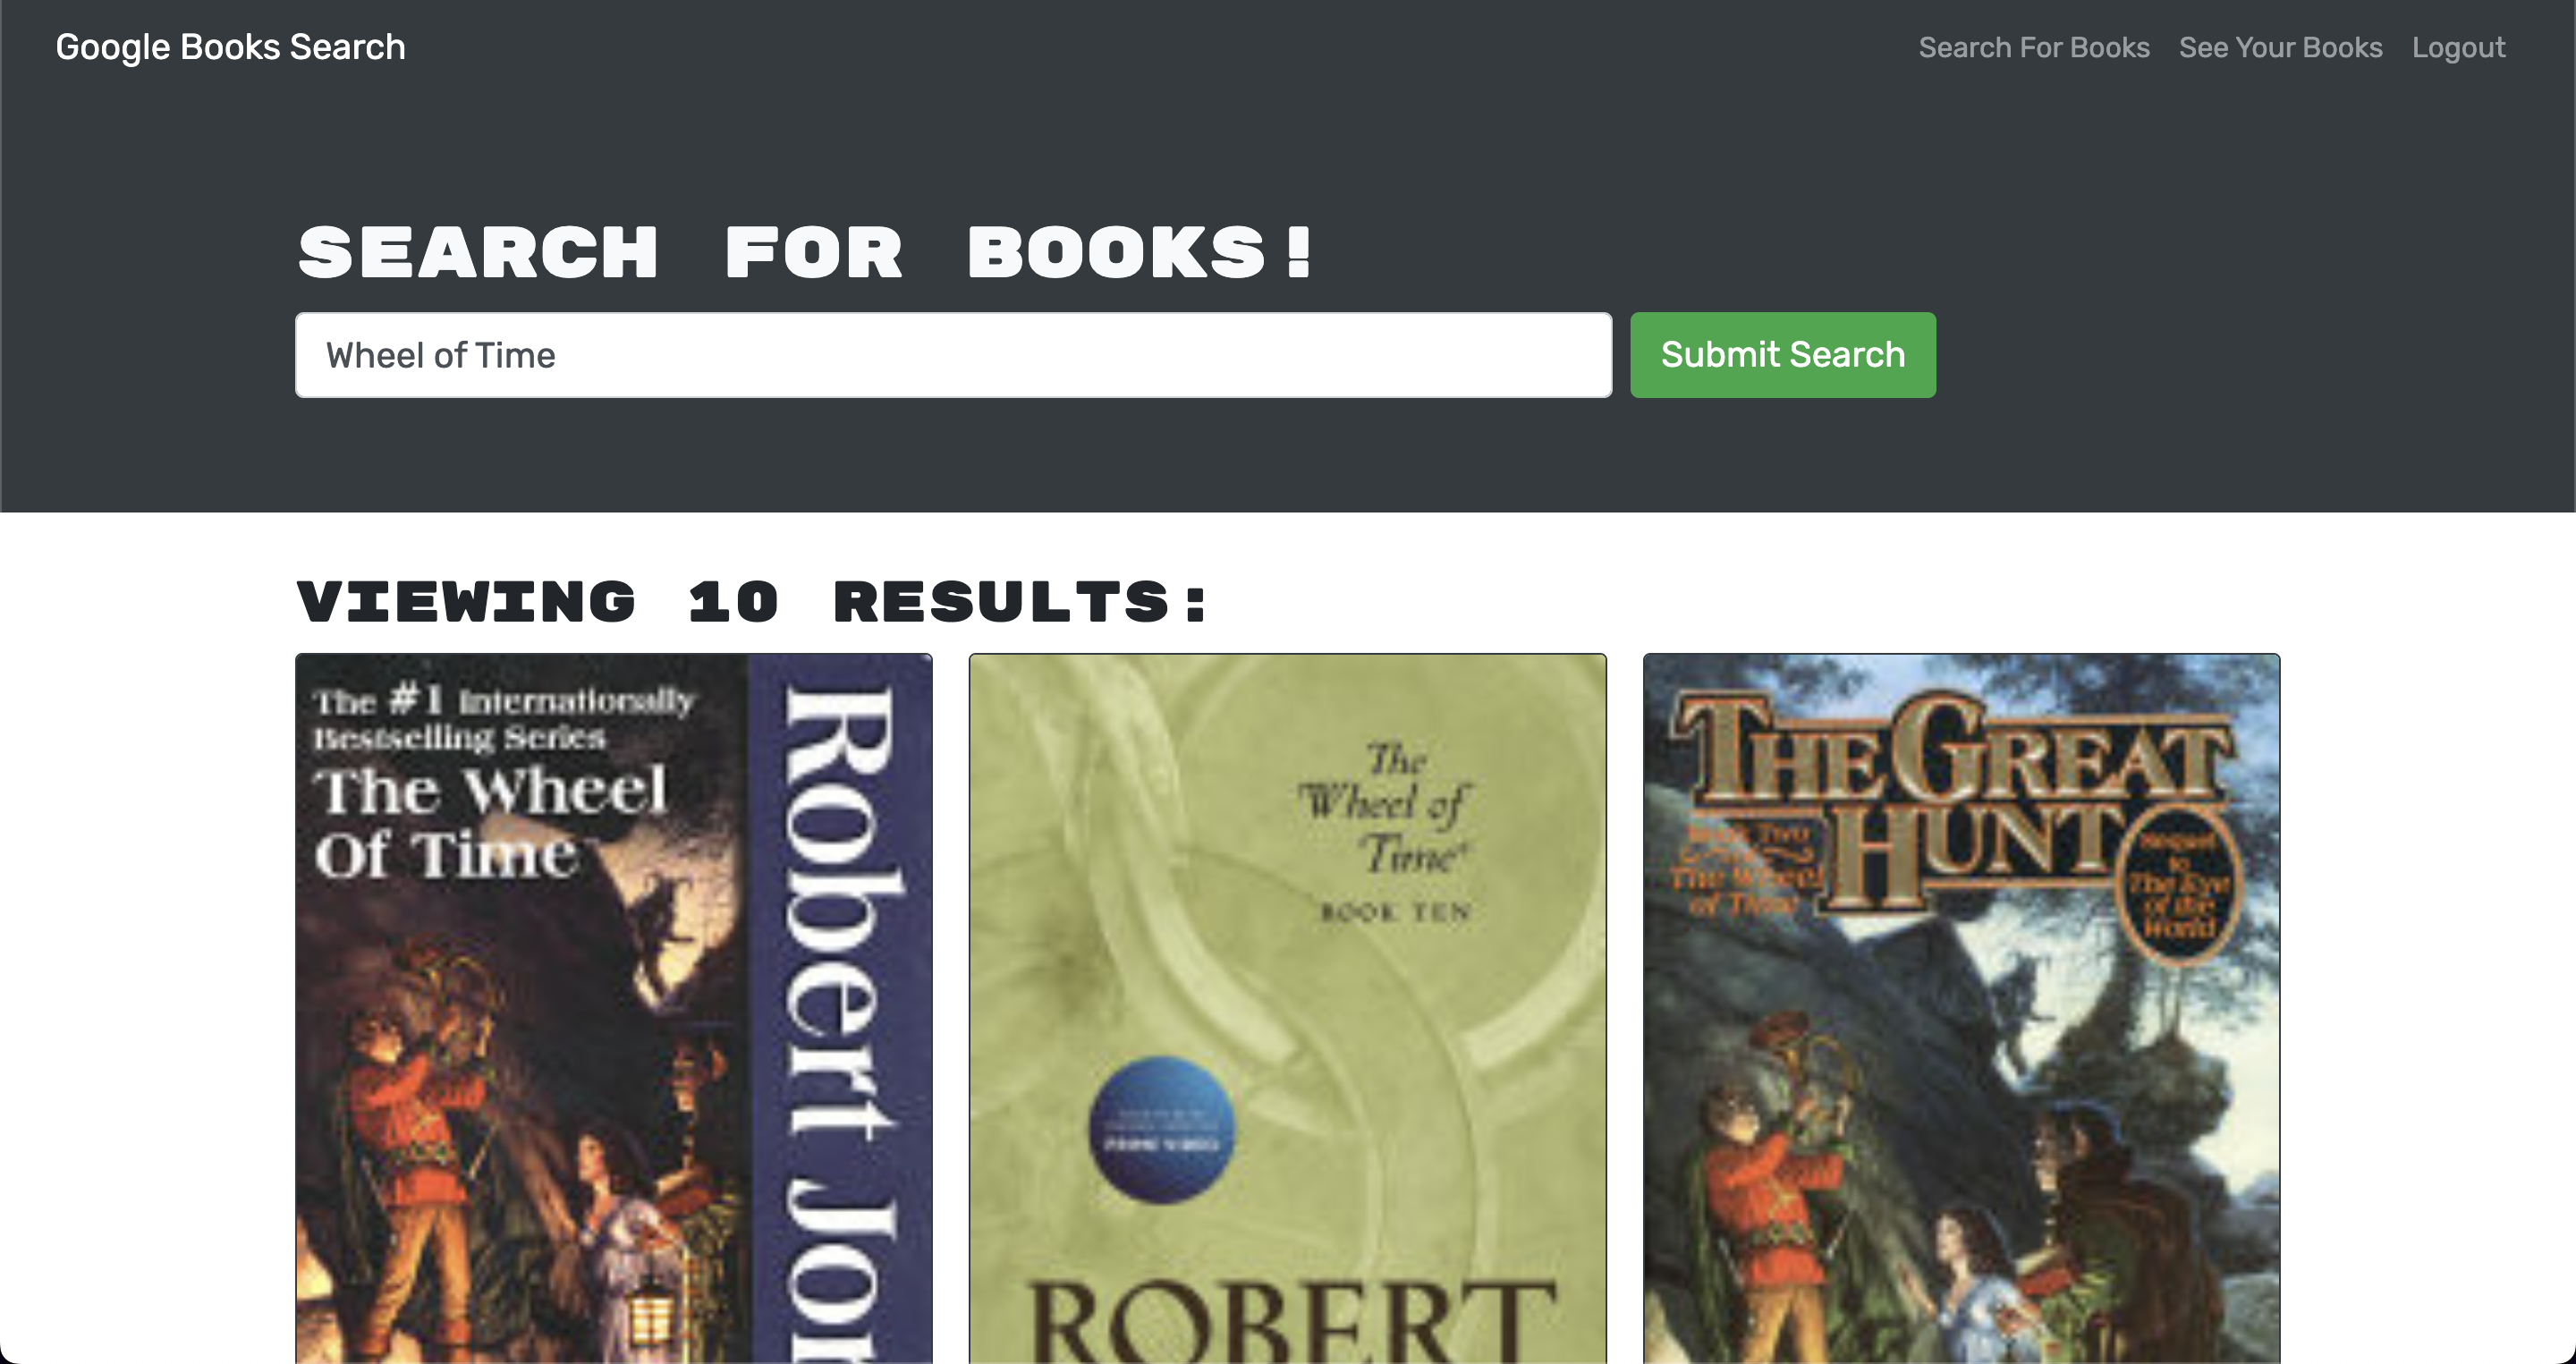 Google Books Search
Search For Books See Your Books Logout
SEARCH FOR BOOKS!
Wheel of Time
Submit Search
VIEWING 10 RESULTS:
The #1 Internationally
Bestselling Series
The Wheel
Of Time
Robert Jor
The
Wheel of
Time
BOOK TEN
PRIME VIDEO
ROBERT
THE GREAT
HUNT
Book Two
The Wheel
of Time
Sequel
to
The Eye
of the
World